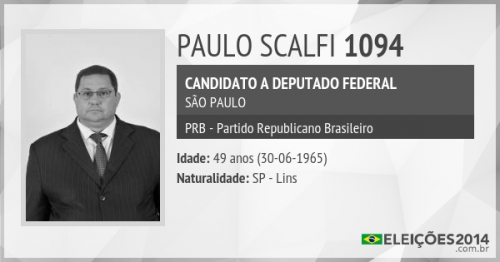 PAULO SCALFI 1094
CANDIDATO A DEPUTADO FEDERAL
SÃO PAULO
PRB - Partido Republicano Brasileiro
Idade: 49 anos (30-06-1965)
Naturalidade: SP - Lins
ELEIÇÕES2014
.com.br